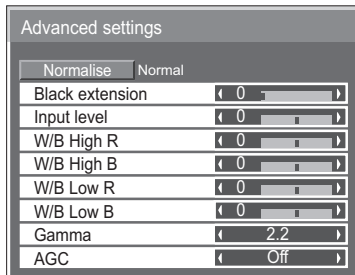 Advanced settings
Normalise Normal
Black extension 0
Input level 0
W/B High R 0
W/B High B 0
W/B Low R 0
W/B Low B 0
Gamma 2.2
AGC Off